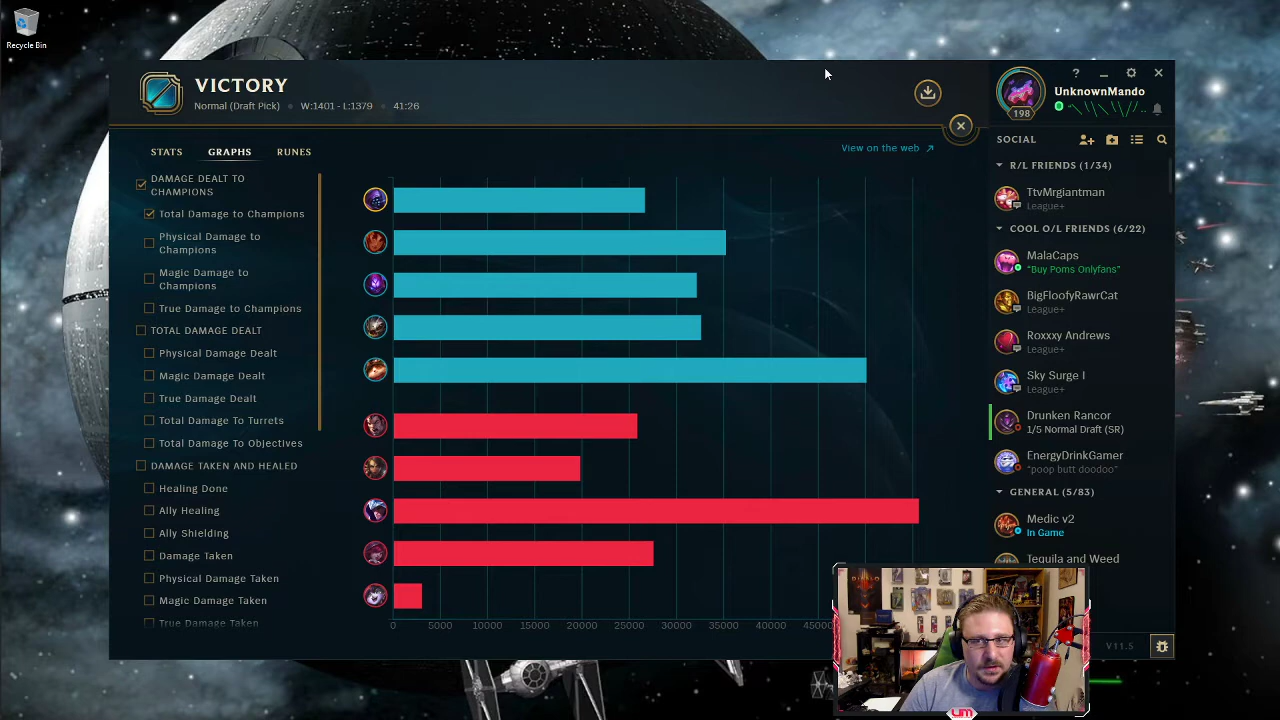 Recycle Bin
VICTORY
Normal (Draft Pick) • W:1401 - L:1379 • 41:26
STATS GRAPHS RUNES
View on the web
DAMAGE DEALT TO
CHAMPIONS
Total Damage to Champions
Physical Damage to
Champions
Magic Damage to
Champions
True Damage to Champions
TOTAL DAMAGE DEALT
Physical Damage Dealt
Magic Damage Dealt
True Damage Dealt
Total Damage To Turrets
Total Damage To Objectives
DAMAGE TAKEN AND HEALED
Healing Done
Ally Healing
Ally Shielding
Damage Taken
Physical Damage Taken
Magic Damage Taken
True Damage Taken
0 5000 10000 15000 20000 25000 30000 35000 40000 45000
?
198
UnknownMando
SOCIAL
R/L FRIENDS (1/34)
TtvMrgiantman
League+
COOL O/L FRIENDS (6/22)
MalaCaps
"Buy Poms Onlyfans"
BigFloofyRawrCat
League+
Roxxxy Andrews
League+
Sky Surge I
League+
Drunken Rancor
1/5 Normal Draft (SR)
EnergyDrinkGamer
"poop butt doodoo"
GENERAL (5/83)
Medic v2
In Game
Tequila and Weed
V11.5
UM